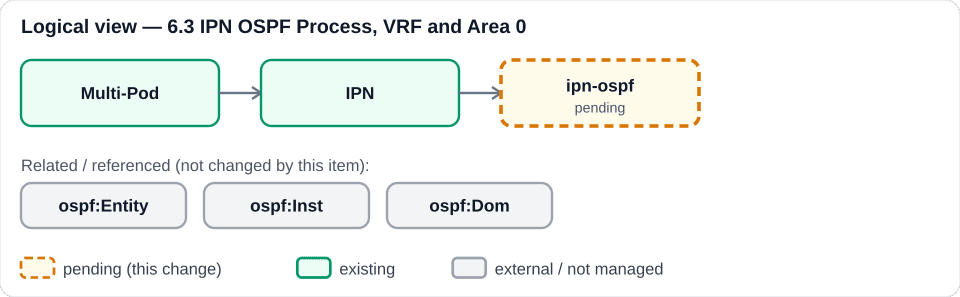 Logical view — 6.3 IPN OSPF Process, VRF and Area 0
Multi-Pod
IPN
ipn-ospf
pending
Related / referenced (not changed by this item):
ospf:Entity
ospf:Inst
ospf:Dom
pending (this change)
existing
external / not managed